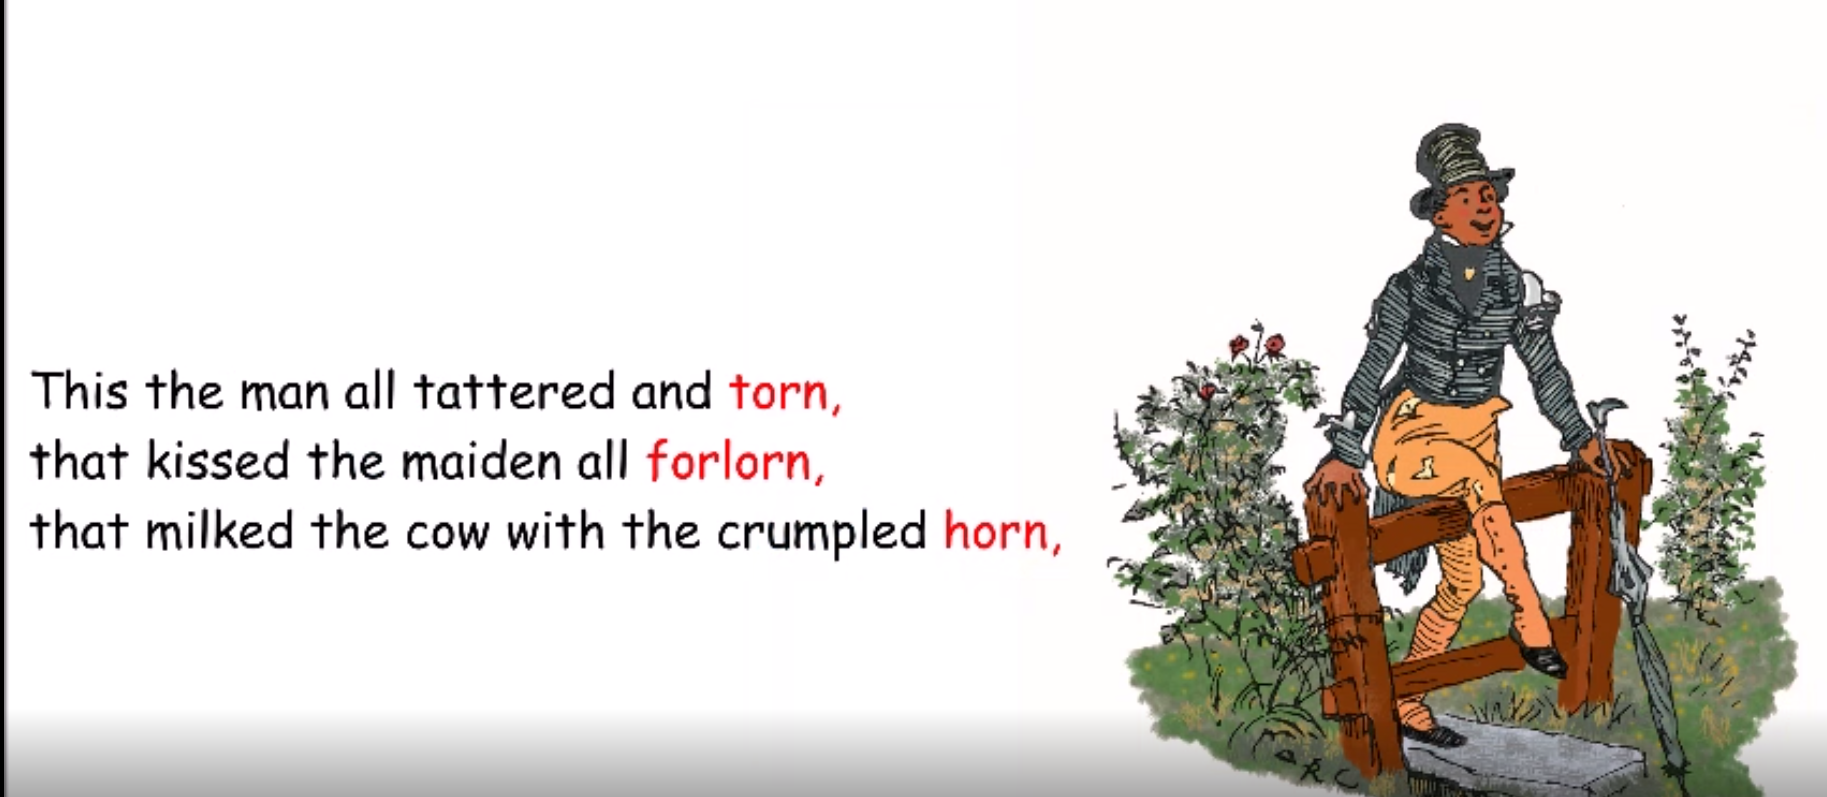 This the man all tattered and torn,
that kissed the maiden all forlorn,
that milked the cow with the crumpled horn,
RC